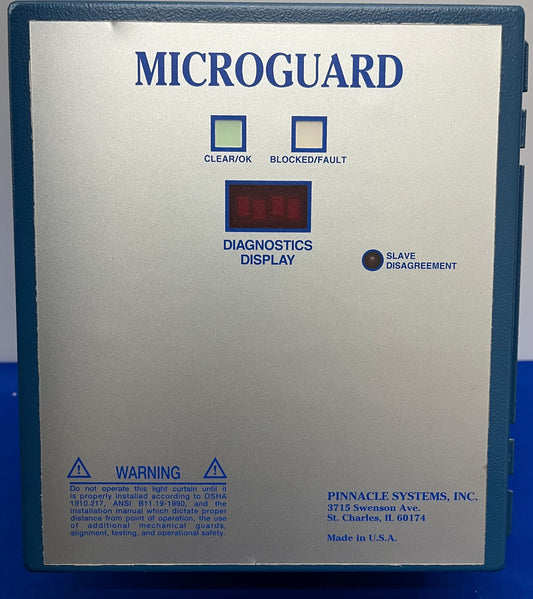 MICROGUARD
CLEAR/OK BLOCKED/FAULT
DIAGNOSTICS
DISPLAY
SLAVE
DISAGREEMENT
WARNING
Do not operate this light curtain until it
is properly installed according to OSHA
1910.217, ANSI B11.19-1990, and the
installation manual which dictate proper
distance from point of operation, the use
of additional mechanical guards,
alignment, testing, and operational safety.
PINNACLE SYSTEMS, INC.
3715 Swenson Ave.
St. Charles, IL 60174
Made in U.S.A.